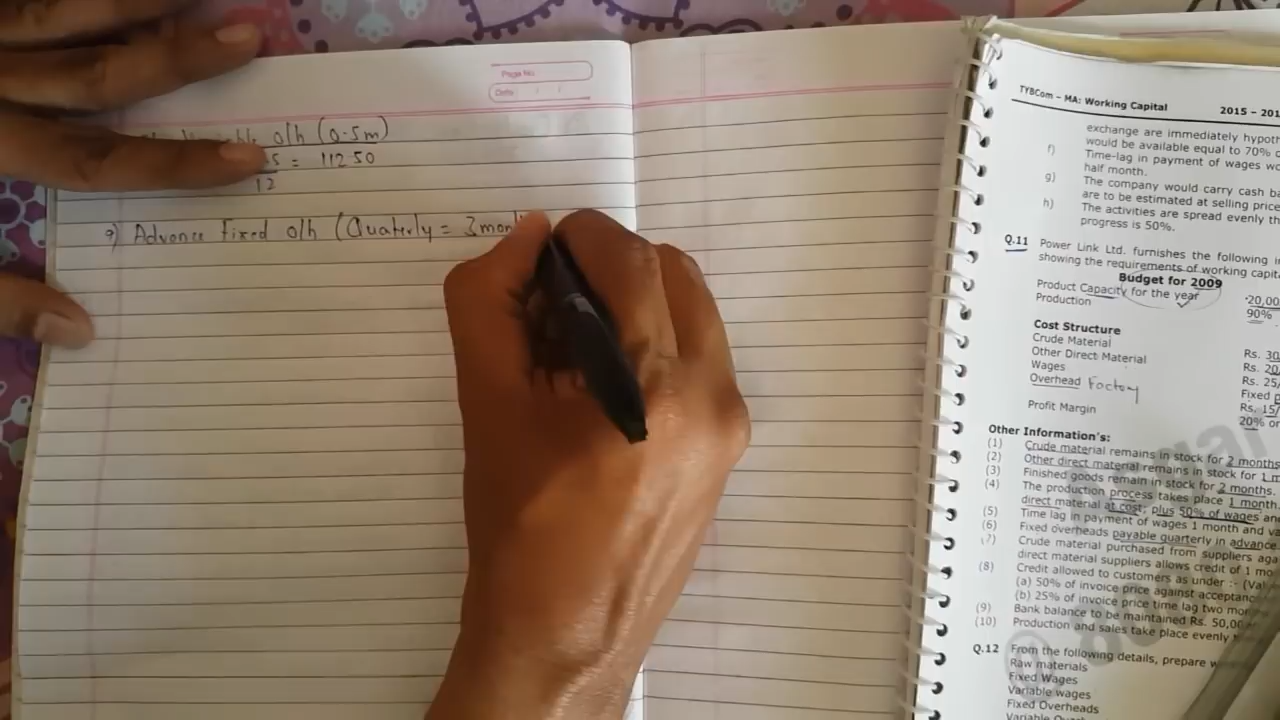 Page No.
Date: / /
o/h (0.5m)
= 11250
12
9) Advance Fixed o/h (Quaterly = 3mon
TYBCom – MA: Working Capital
2015 – 201
exchange are immediately hypoth
would be available equal to 70%
f) Time-lag in payment of wages wo
half month.
g) The company would carry cash ba
are to be estimated at selling price
h) The activities are spread evenly th
progress is 50%.
Q.11 Power Link Ltd. furnishes the following in
showing the requirements of working capit
Budget for 2009
Product Capacity for the year 20,00
Production 90%
Cost Structure
Crude Material Rs. 30
Other Direct Material Rs. 20
Wages Rs. 25/
Overhead Factory Fixed
Rs. 15/
Profit Margin 20% or
Other Information's:
(1) Crude material remains in stock for 2 months
(2) Other direct material remains in stock for 1 m
(3) Finished goods remain in stock for 2 months.
(4) The production process takes place 1 month.
direct material at cost; plus 50% of wages and
(5) Time lag in payment of wages 1 month and va
(6) Fixed overheads payable quarterly in advance
(7) Crude material purchased from suppliers aga
direct material suppliers allows credit of 1 mo
(8) Credit allowed to customers as under :- (Val
(a) 50% of invoice price against acceptanc
(b) 25% of invoice price time lag two mon
(9) Bank balance to be maintained Rs. 50,00
(10) Production and sales take place evenly
Q.12 From the following details, prepare w
Raw materials
Fixed Wages
Variable wages
Fixed Overheads